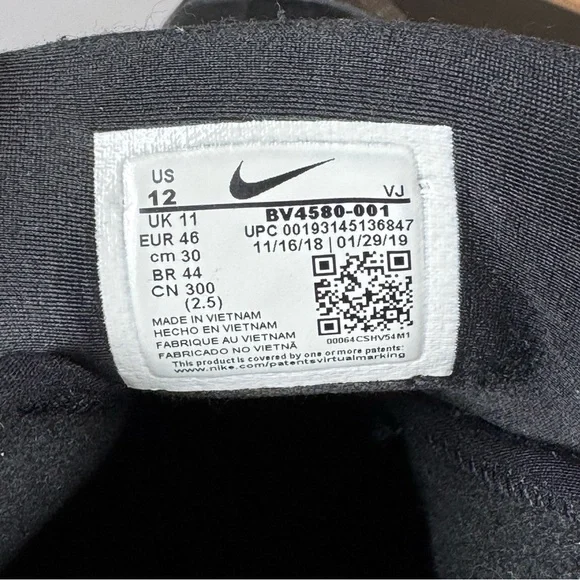 US
12
UK 11
EUR 46
cm 30
BR 44
CN 300
(2.5)
VJ
BV4580-001
UPC 00193145136847
11/16/18 | 01/29/19
00064CSHV54M1
MADE IN VIETNAM
HECHO EN VIETNAM
FABRIQUE AU VIETNAM
FABRICADO NO VIETNÃ
This product is covered by one or more patents:
www.nike.com/patentsvirtualmarking